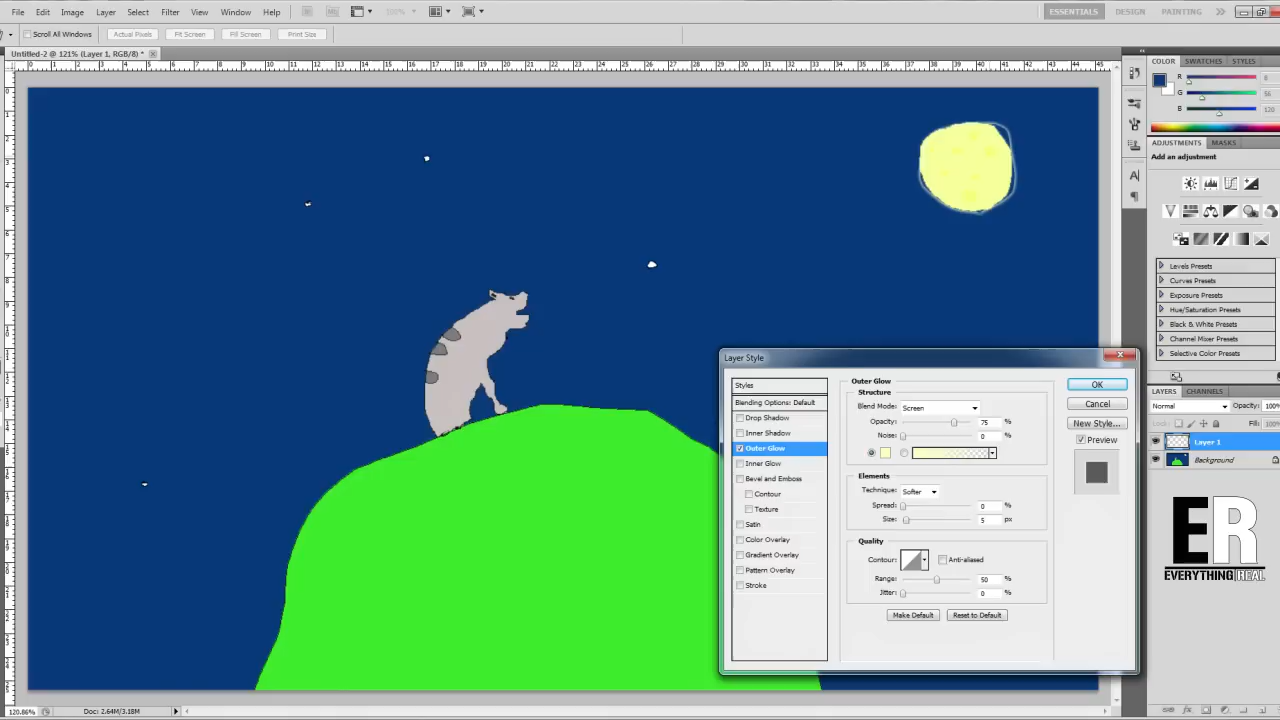 File Edit Image Layer Select Filter View Window Help 100% ESSENTIALS DESIGN PAINTING
Scroll All Windows Actual Pixels Fit Screen Fill Screen Print Size
Untitled-2 @ 121% (Layer 1, RGB/8) *
COLOR SWATCHES STYLES
R 8
G 56
B 120
ADJUSTMENTS MASKS
Add an adjustment
Levels Presets
Curves Presets
Exposure Presets
Hue/Saturation Presets
Black & White Presets
Channel Mixer Presets
Selective Color Presets
LAYERS CHANNELS
Normal Opacity: 100%
Lock: Fill: 100%
Layer 1
Background
Layer Style
Styles
Blending Options: Default
Drop Shadow
Inner Shadow
Outer Glow
Inner Glow
Bevel and Emboss
Contour
Texture
Satin
Color Overlay
Gradient Overlay
Pattern Overlay
Stroke
Outer Glow
Structure
Blend Mode: Screen
Opacity: 75 %
Noise: 0 %
Elements
Technique: Softer
Spread: 0 %
Size: 5 px
Quality
Contour: Anti-aliased
Range: 50 %
Jitter: 0 %
Make Default Reset to Default
OK
Cancel
New Style...
Preview
ER
EVERYTHING REAL
120.86% Doc: 2.64M/3.18M